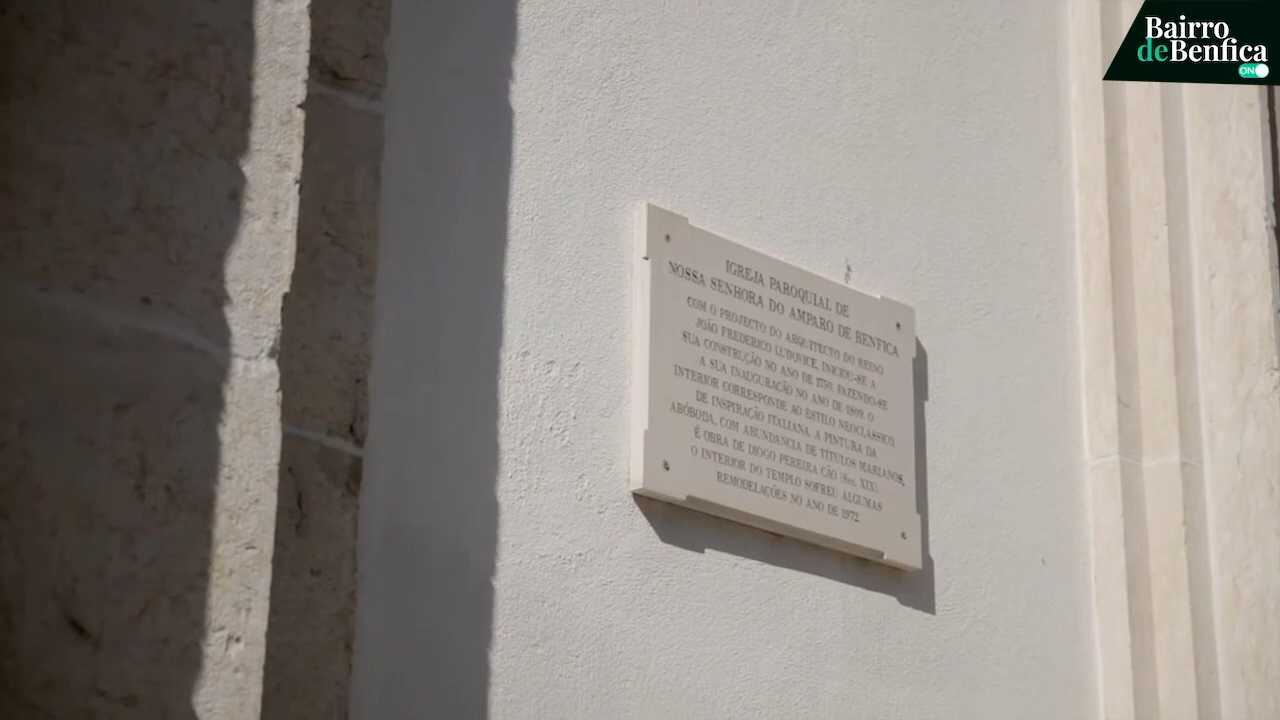 Bairro
deBenfica
ON
IGREJA PAROQUIAL DE
NOSSA SENHORA DO AMPARO DE BENFICA
COM O PROJECTO DO ARQUITECTO DO REINO
JOÃO FREDERICO LUDOVICE, INICIOU-SE A
SUA CONSTRUÇÃO NO ANO DE 1750, FAZENDO-SE
A SUA INAUGURAÇÃO NO ANO DE 1809. O
INTERIOR CORRESPONDE AO ESTILO NEOCLÁSSICO,
DE INSPIRAÇÃO ITALIANA. A PINTURA DA
ABÓBODA, COM ABUNDANCIA DE TÍTULOS MARIANOS,
É OBRA DE DIOGO PEREIRA CÃO (Sec. XIX)
O INTERIOR DO TEMPLO SOFREU ALGUMAS
REMODELAÇÕES NO ANO DE 1972.